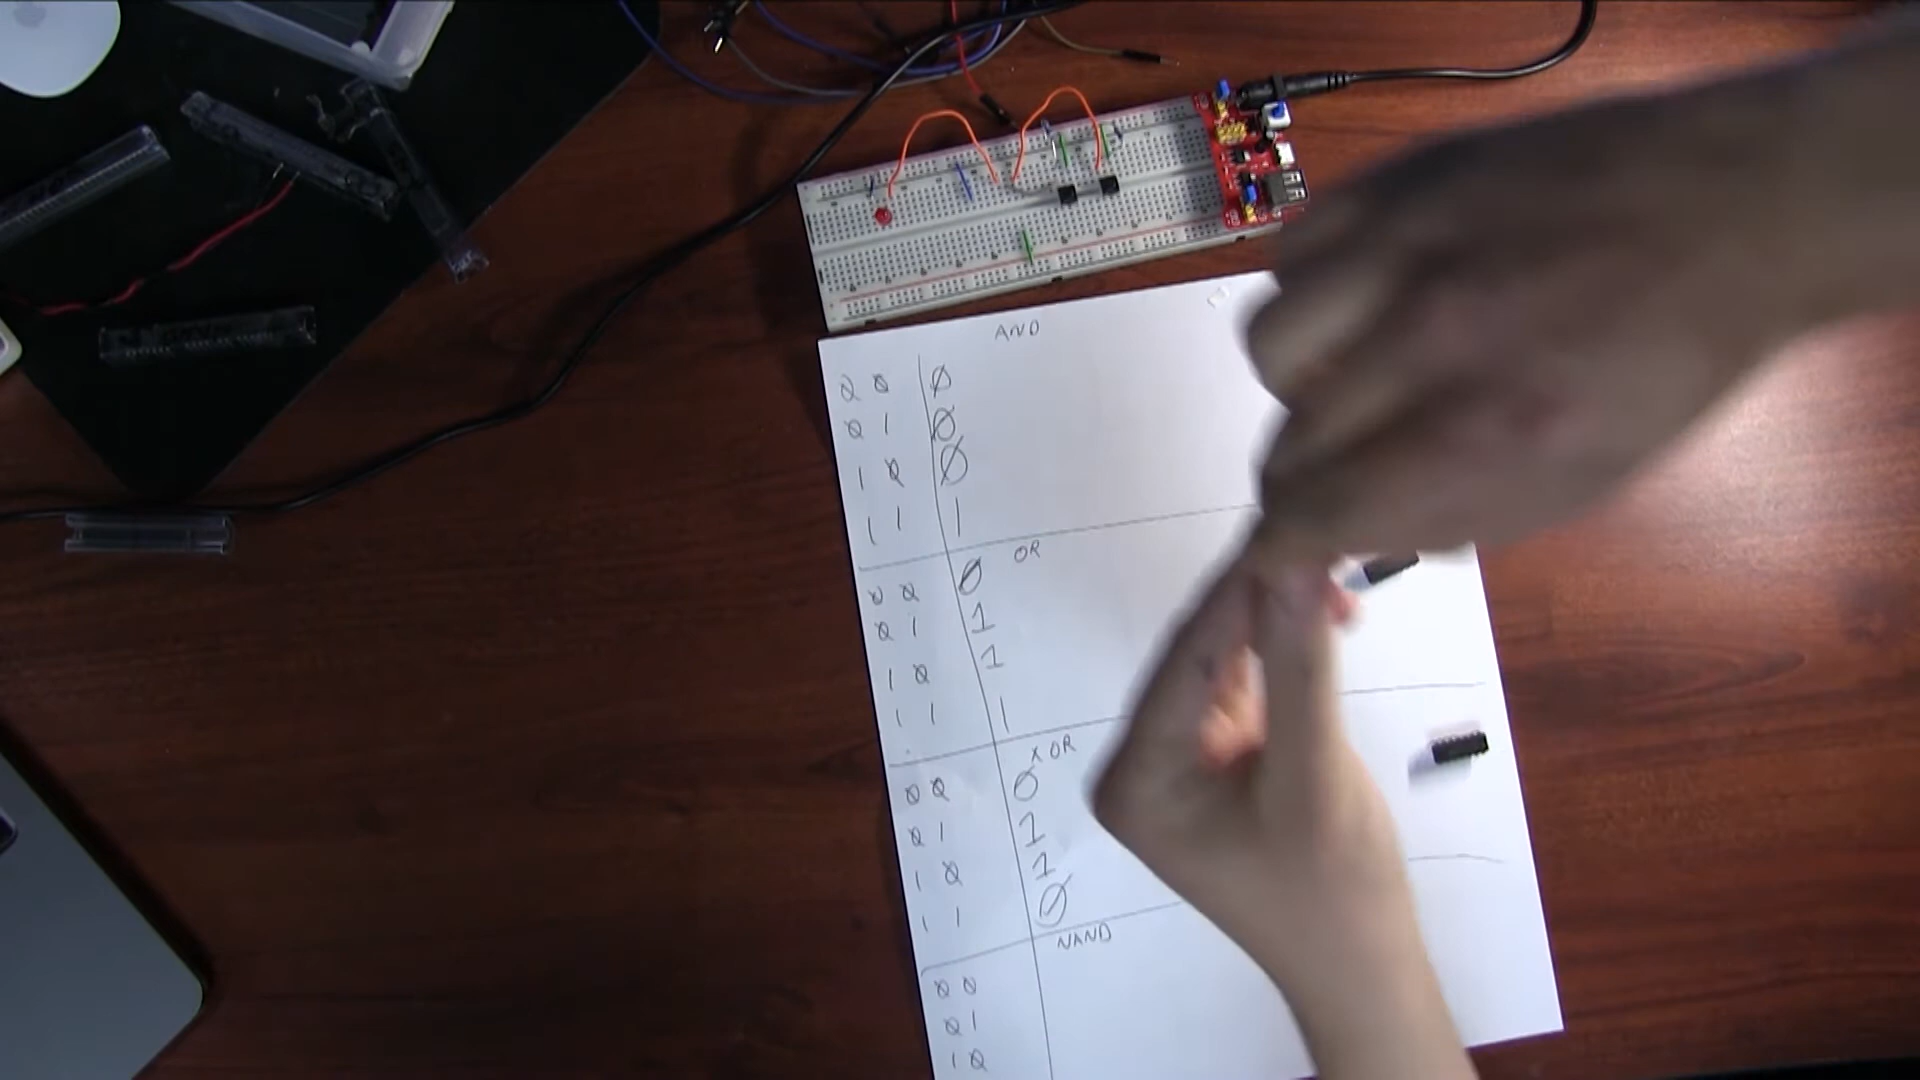 AND
0 0 0
0 1 0
1 0 0
1 1 1
OR
0 0 0
0 1 1
1 0 1
1 1 1
XOR
0 0 0
0 1 1
1 0 1
1 1 0
NAND
0 0
0 1
1 0